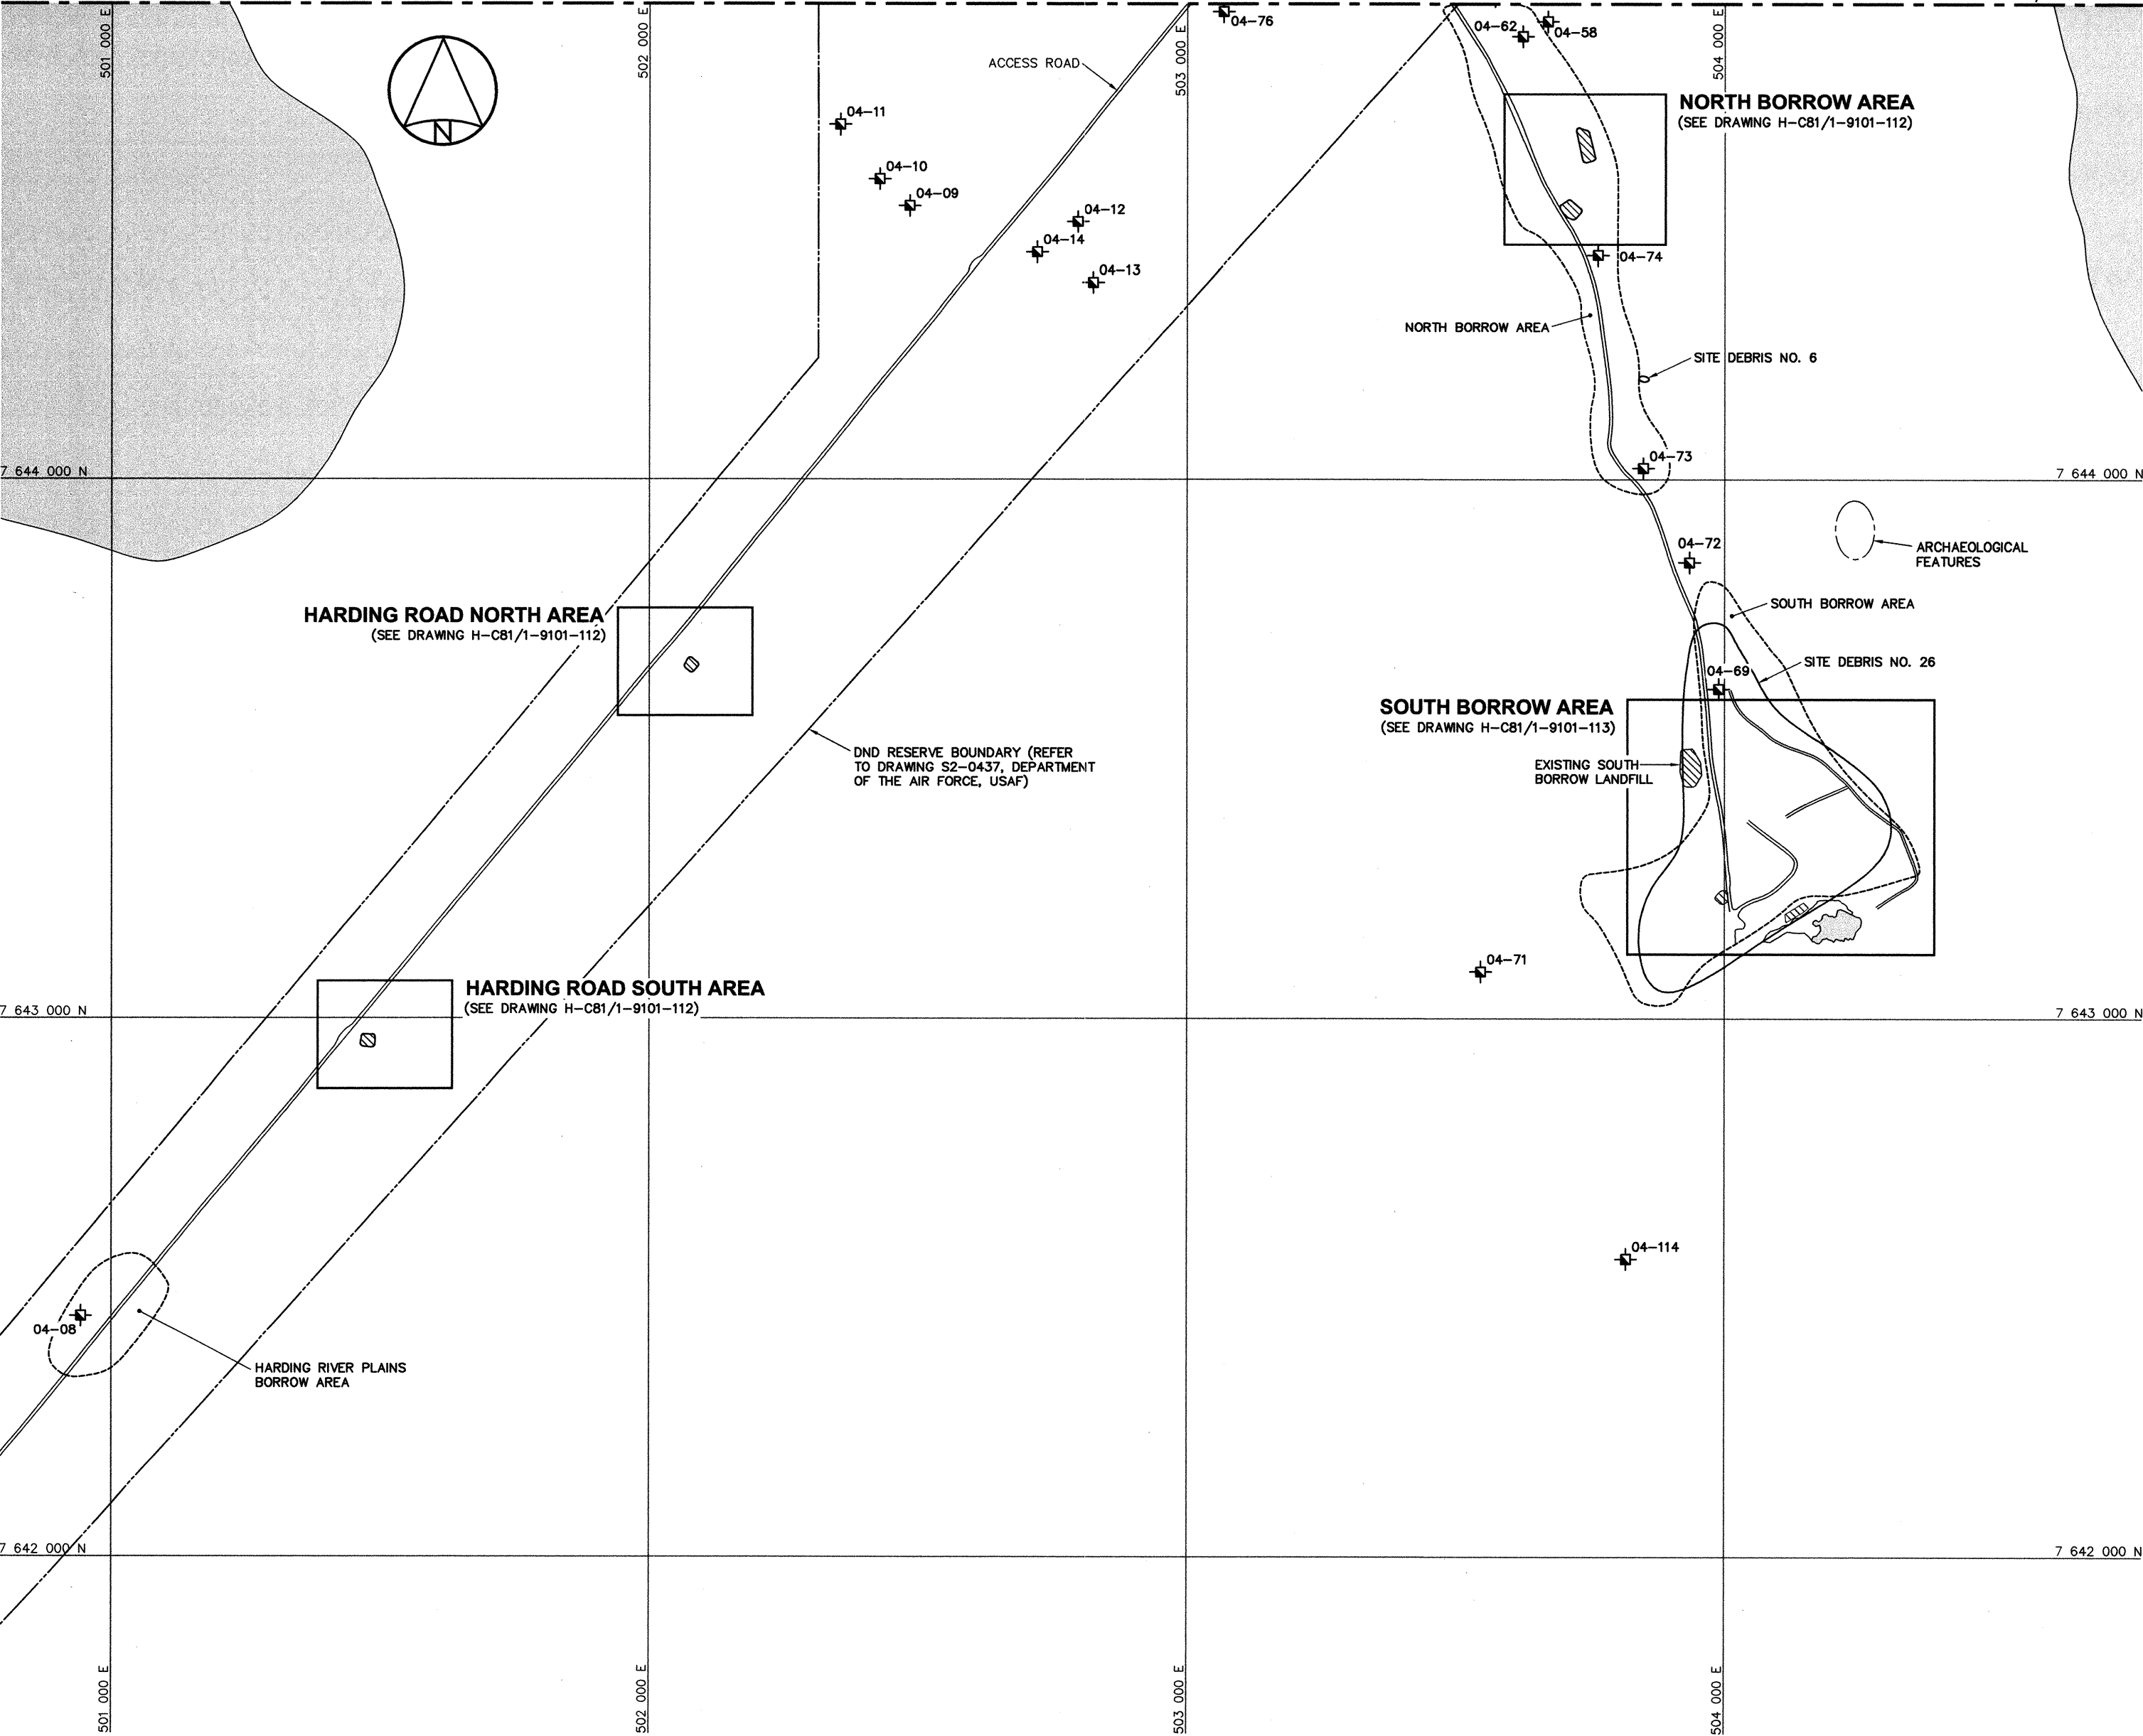 501 000 E
502 000 E
503 000 E
504 000 E
N
ACCESS ROAD
04-76
04-62
04-58
04-11
04-10
04-09
04-12
04-14
04-13
NORTH BORROW AREA
(SEE DRAWING H-C81/1-9101-112)
04-74
NORTH BORROW AREA
SITE DEBRIS NO. 6
04-73
7 644 000 N
7 644 000 N
04-72
ARCHAEOLOGICAL
FEATURES
HARDING ROAD NORTH AREA
(SEE DRAWING H-C81/1-9101-112)
SOUTH BORROW AREA
SITE DEBRIS NO. 26
04-69
SOUTH BORROW AREA
(SEE DRAWING H-C81/1-9101-113)
DND RESERVE BOUNDARY (REFER
TO DRAWING S2-0437, DEPARTMENT
OF THE AIR FORCE, USAF)
EXISTING SOUTH
BORROW LANDFILL
04-71
HARDING ROAD SOUTH AREA
(SEE DRAWING H-C81/1-9101-112)
7 643 000 N
7 643 000 N
04-114
04-08
HARDING RIVER PLAINS
BORROW AREA
7 642 000 N
7 642 000 N
501 000 E
502 000 E
503 000 E
504 000 E